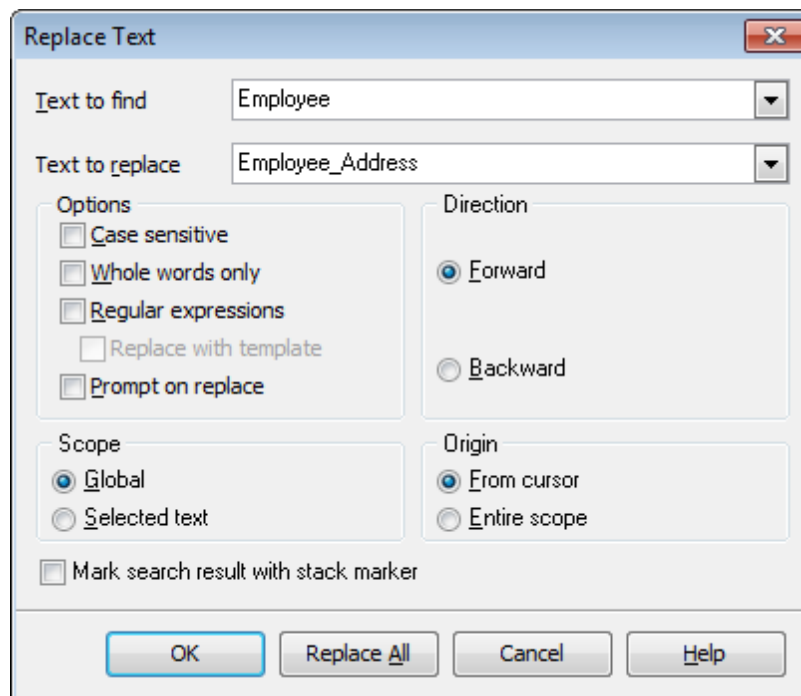 Replace Text
Text to find Employee
Text to replace Employee_Address
Options
Case sensitive
Whole words only
Regular expressions
Replace with template
Prompt on replace
Direction
Forward
Backward
Scope
Global
Selected text
Origin
From cursor
Entire scope
Mark search result with stack marker
OK Replace All Cancel Help